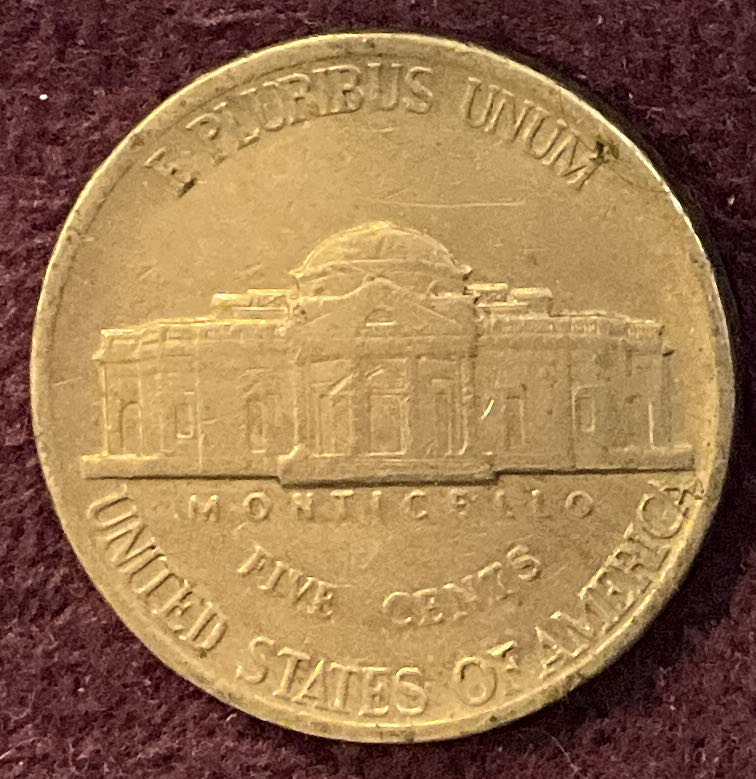 E PLURIBUS UNUM
MONTICELLO
FIVE CENTS
UNITED STATES OF AMERICA